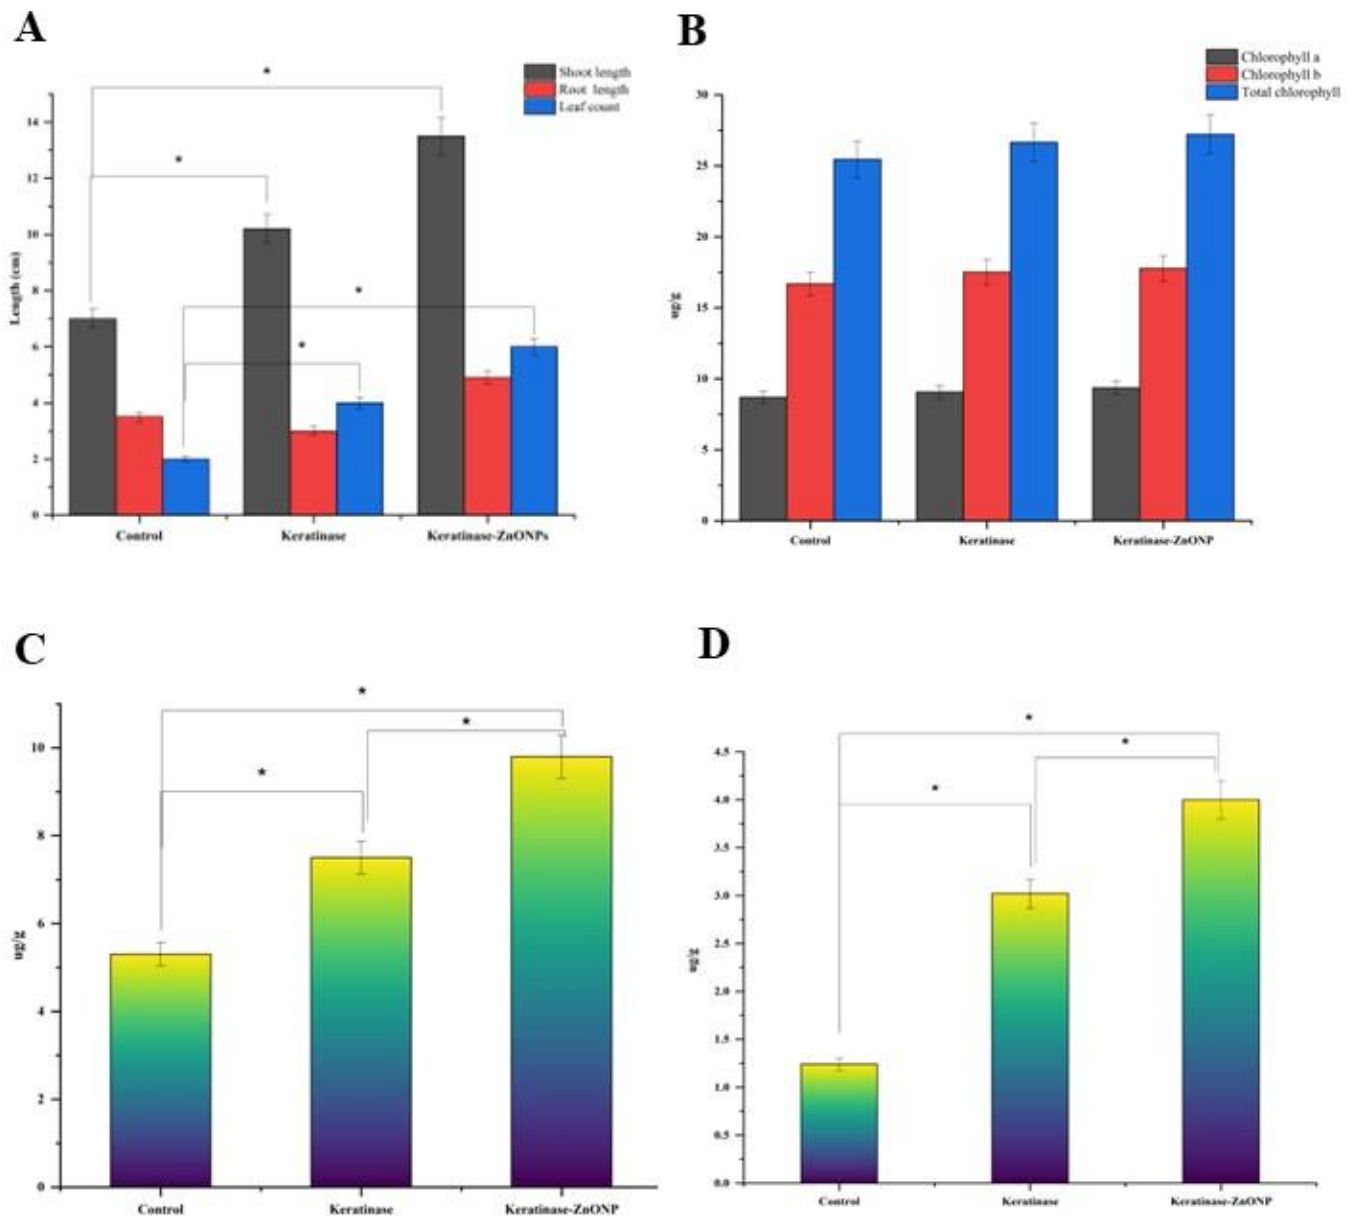 A
*
Shoot length
Root length
Leaf count
14
*
12
10
Length (cm)
8
*
6
*
4
2
0
Control Keratinase Keratinase-ZnONPs
B
Chlorophyll a
Chlorophyll b
Total chlorophyll
30
25
20
ug/g
15
10
5
0
Control Keratinase Keratinase-ZnONP
C
*
*
10
*
8
6
ug/g
4
2
0
Control Keratinase Keratinase-ZnONP
D
*
*
4.5
*
4.0
3.5
3.0
2.5
ug/g
2.0
1.5
1.0
0.5
0.0
Control Keratinase Keratinase-ZnONP